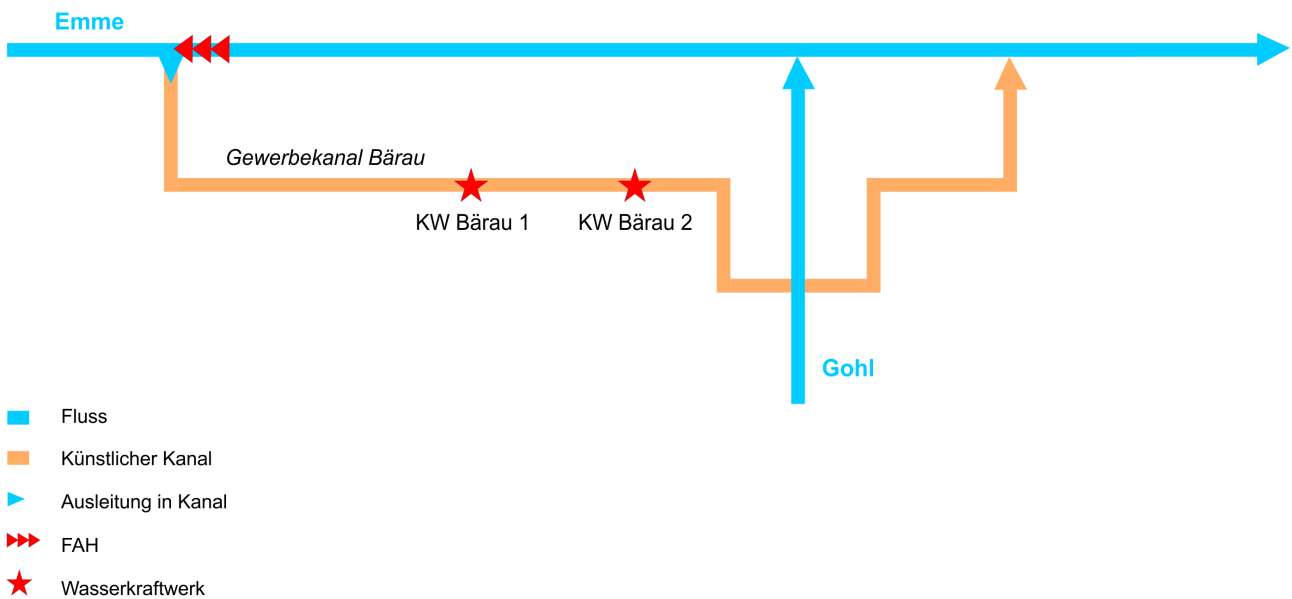 Emme
Gewerbekanal Bärau
KW Bärau 1
KW Bärau 2
Gohl
Fluss
Künstlicher Kanal
Ausleitung in Kanal
FAH
Wasserkraftwerk